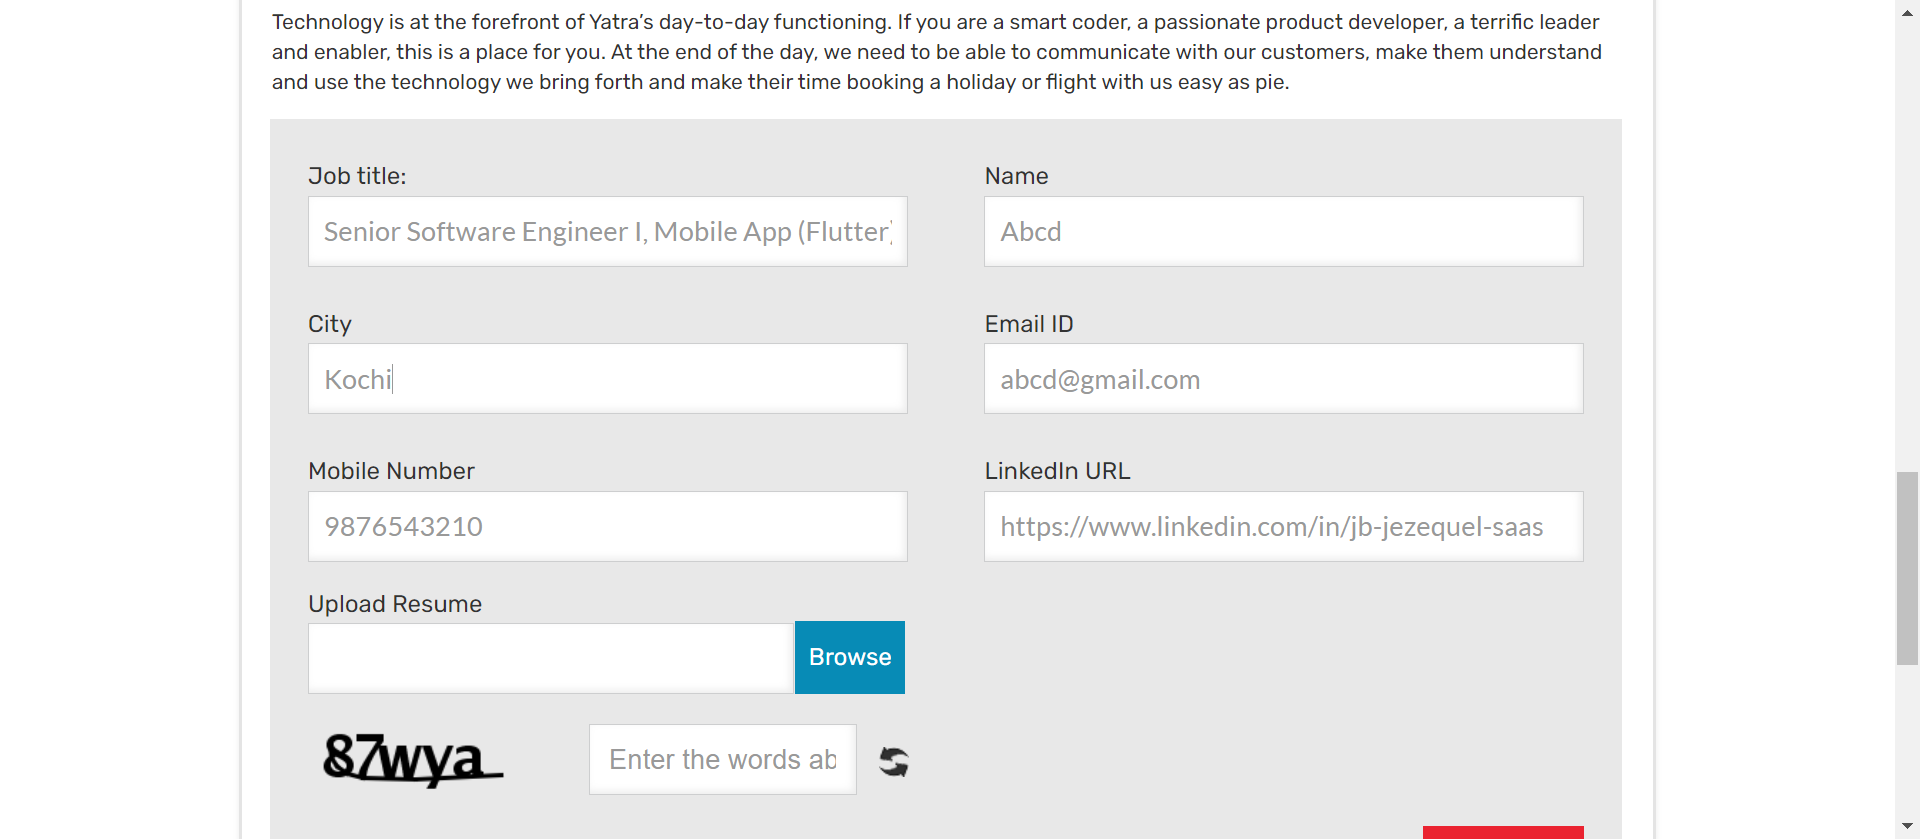 Technology is at the forefront of Yatra’s day-to-day functioning. If you are a smart coder, a passionate product developer, a terrific leader
and enabler, this is a place for you. At the end of the day, we need to be able to communicate with our customers, make them understand
and use the technology we bring forth and make their time booking a holiday or flight with us easy as pie.
Job title:
Senior Software Engineer I, Mobile App (Flutter)
Name
Abcd
City
Kochi
Email ID
abcd@gmail.com
Mobile Number
9876543210
LinkedIn URL
https://www.linkedin.com/in/jb-jezequel-saas
Upload Resume
Browse
87wya
Enter the words ab